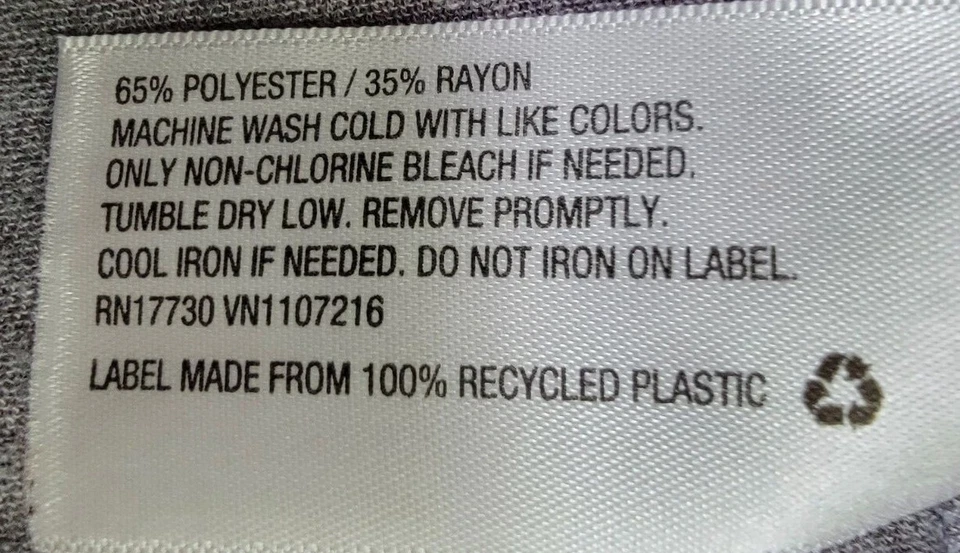 65% POLYESTER / 35% RAYON
MACHINE WASH COLD WITH LIKE COLORS.
ONLY NON-CHLORINE BLEACH IF NEEDED.
TUMBLE DRY LOW. REMOVE PROMPTLY.
COOL IRON IF NEEDED. DO NOT IRON ON LABEL.
RN17730 VN1107216
LABEL MADE FROM 100% RECYCLED PLASTIC